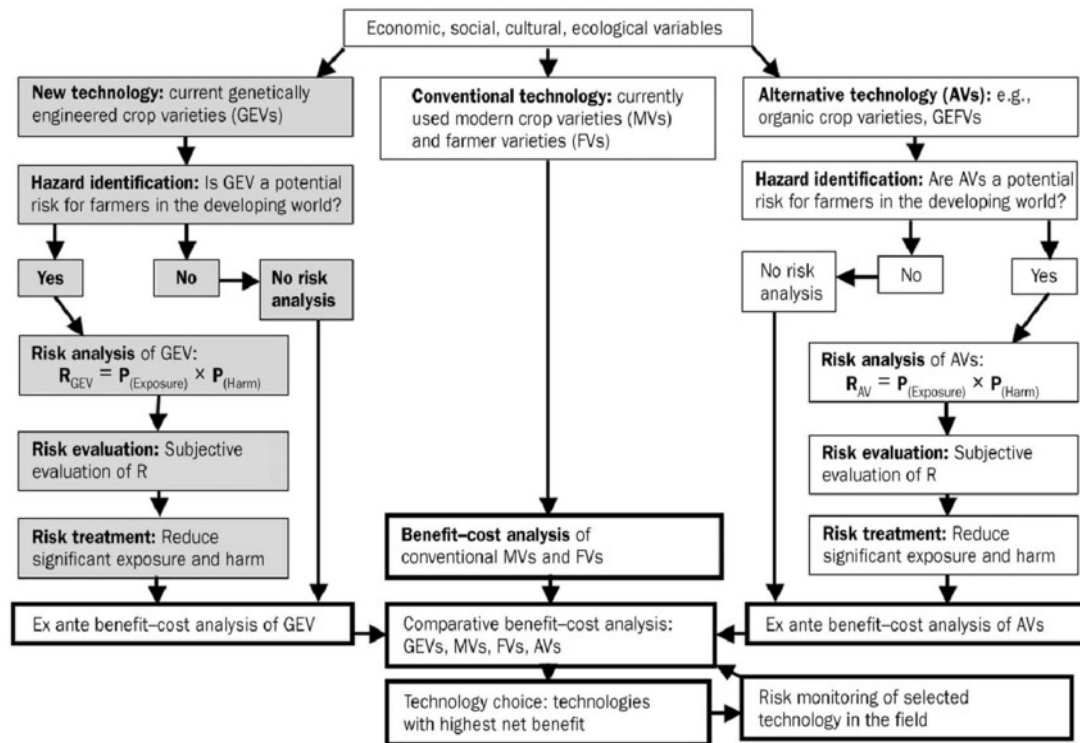 Economic, social, cultural, ecological variables
New technology: current genetically
engineered crop varieties (GEVs)
Conventional technology: currently
used modern crop varieties (MVs)
and farmer varieties (FVs)
Alternative technology (AVs): e.g.,
organic crop varieties, GEFVs
Hazard identification: Is GEV a potential
risk for farmers in the developing world?
Hazard identification: Are AVs a potential
risk for farmers in the developing world?
Yes
No
No risk
analysis
No risk
analysis
No
Yes
Risk analysis of GEV:
R(GEV) = P(Exposure) × P(Harm)
Risk analysis of AVs:
R(AV) = P(Exposure) × P(Harm)
Risk evaluation: Subjective
evaluation of R
Risk evaluation: Subjective
evaluation of R
Risk treatment: Reduce
significant exposure and harm
Benefit–cost analysis of
conventional MVs and FVs
Risk treatment: Reduce
significant exposure and harm
Ex ante benefit–cost analysis of GEV
Comparative benefit–cost analysis:
GEVs, MVs, FVs, AVs
Ex ante benefit–cost analysis of AVs
Technology choice: technologies
with highest net benefit
Risk monitoring of selected
technology in the field